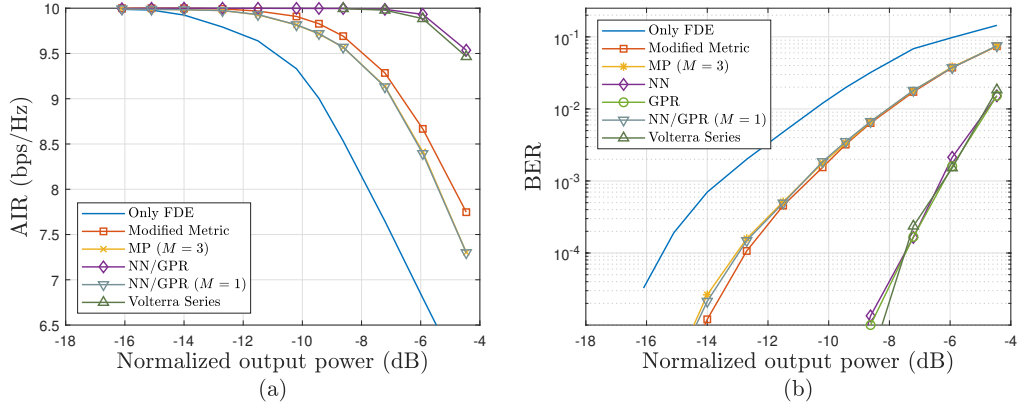 (a)
AIR (bps/Hz)
10
9.5
9
8.5
8
7.5
7
6.5
Only FDE
Modified Metric
MP (M = 3)
NN/GPR
NN/GPR (M = 1)
Volterra Series
-18 -16 -14 -12 -10 -8 -6 -4
Normalized output power (dB)
(b)
BER
10^-1
10^-2
10^-3
10^-4
Only FDE
Modified Metric
MP (M = 3)
NN
GPR
NN/GPR (M = 1)
Volterra Series
-18 -16 -14 -12 -10 -8 -6 -4
Normalized output power (dB)